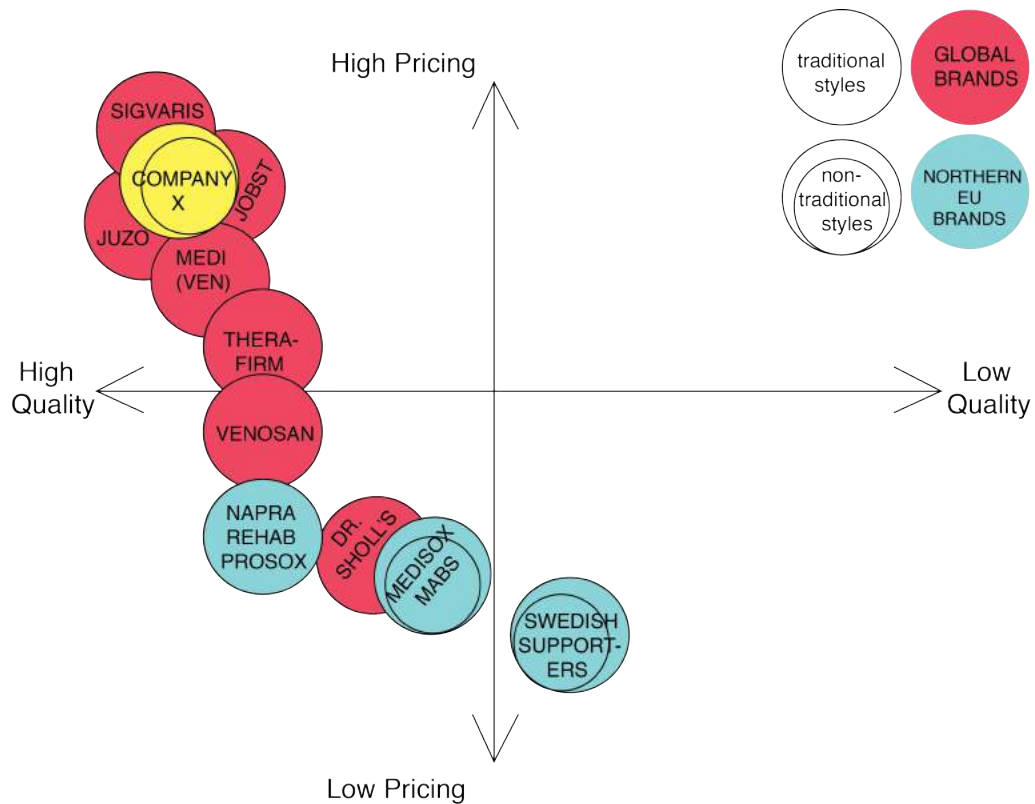 High Pricing
traditional
styles
GLOBAL
BRANDS
non-
traditional
styles
NORTHERN
EU
BRANDS
SIGVARIS
COMPANY
X
JOBST
JUZO
MEDI
(VEN)
THERA-
FIRM
High
Quality
Low
Quality
VENOSAN
NAPRA
REHAB
PROSOX
DR.
SHOLL'S
MEDISOX
MABS
SWEDISH
SUPPORT-
ERS
Low Pricing